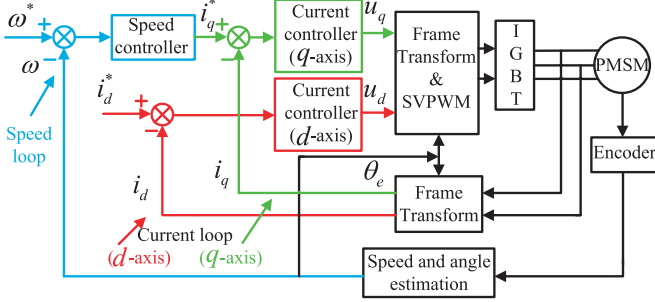 ω* + − ω
Speed
controller
i_q* + −
Current
controller
(q-axis)
u_q
Frame
Transform
&
SVPWM
I
G
B
T
PMSM
i_d* + −
Current
controller
(d-axis)
u_d
Speed
loop
Encoder
i_d
i_q
θ_e
Frame
Transform
Current loop
(d-axis) (q-axis)
Speed and angle
estimation